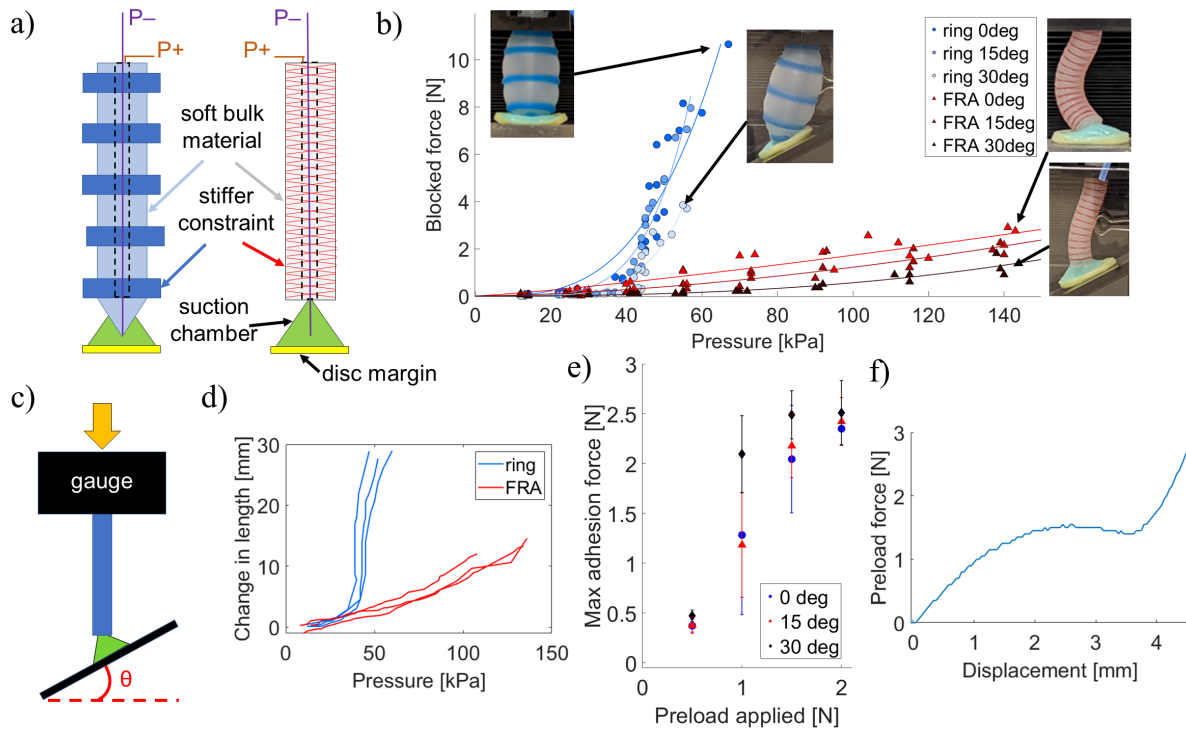 a)
P−
P+
P−
P+
soft bulk
material
stiffer
constraint
suction
chamber
disc margin
b)
Blocked force [N]
10
8
6
4
2
0
0
20
40
60
80
100
120
140
Pressure [kPa]
ring 0deg
ring 15deg
ring 30deg
FRA 0deg
FRA 15deg
FRA 30deg
c)
gauge
θ
d)
Change in length [mm]
30
20
10
0
0
50
100
150
Pressure [kPa]
ring
FRA
e)
Max adhesion force [N]
3
2.5
2
1.5
1
0.5
0
0
1
2
Preload applied [N]
0 deg
15 deg
30 deg
f)
Preload force [N]
3
2
1
0
0
1
2
3
4
Displacement [mm]